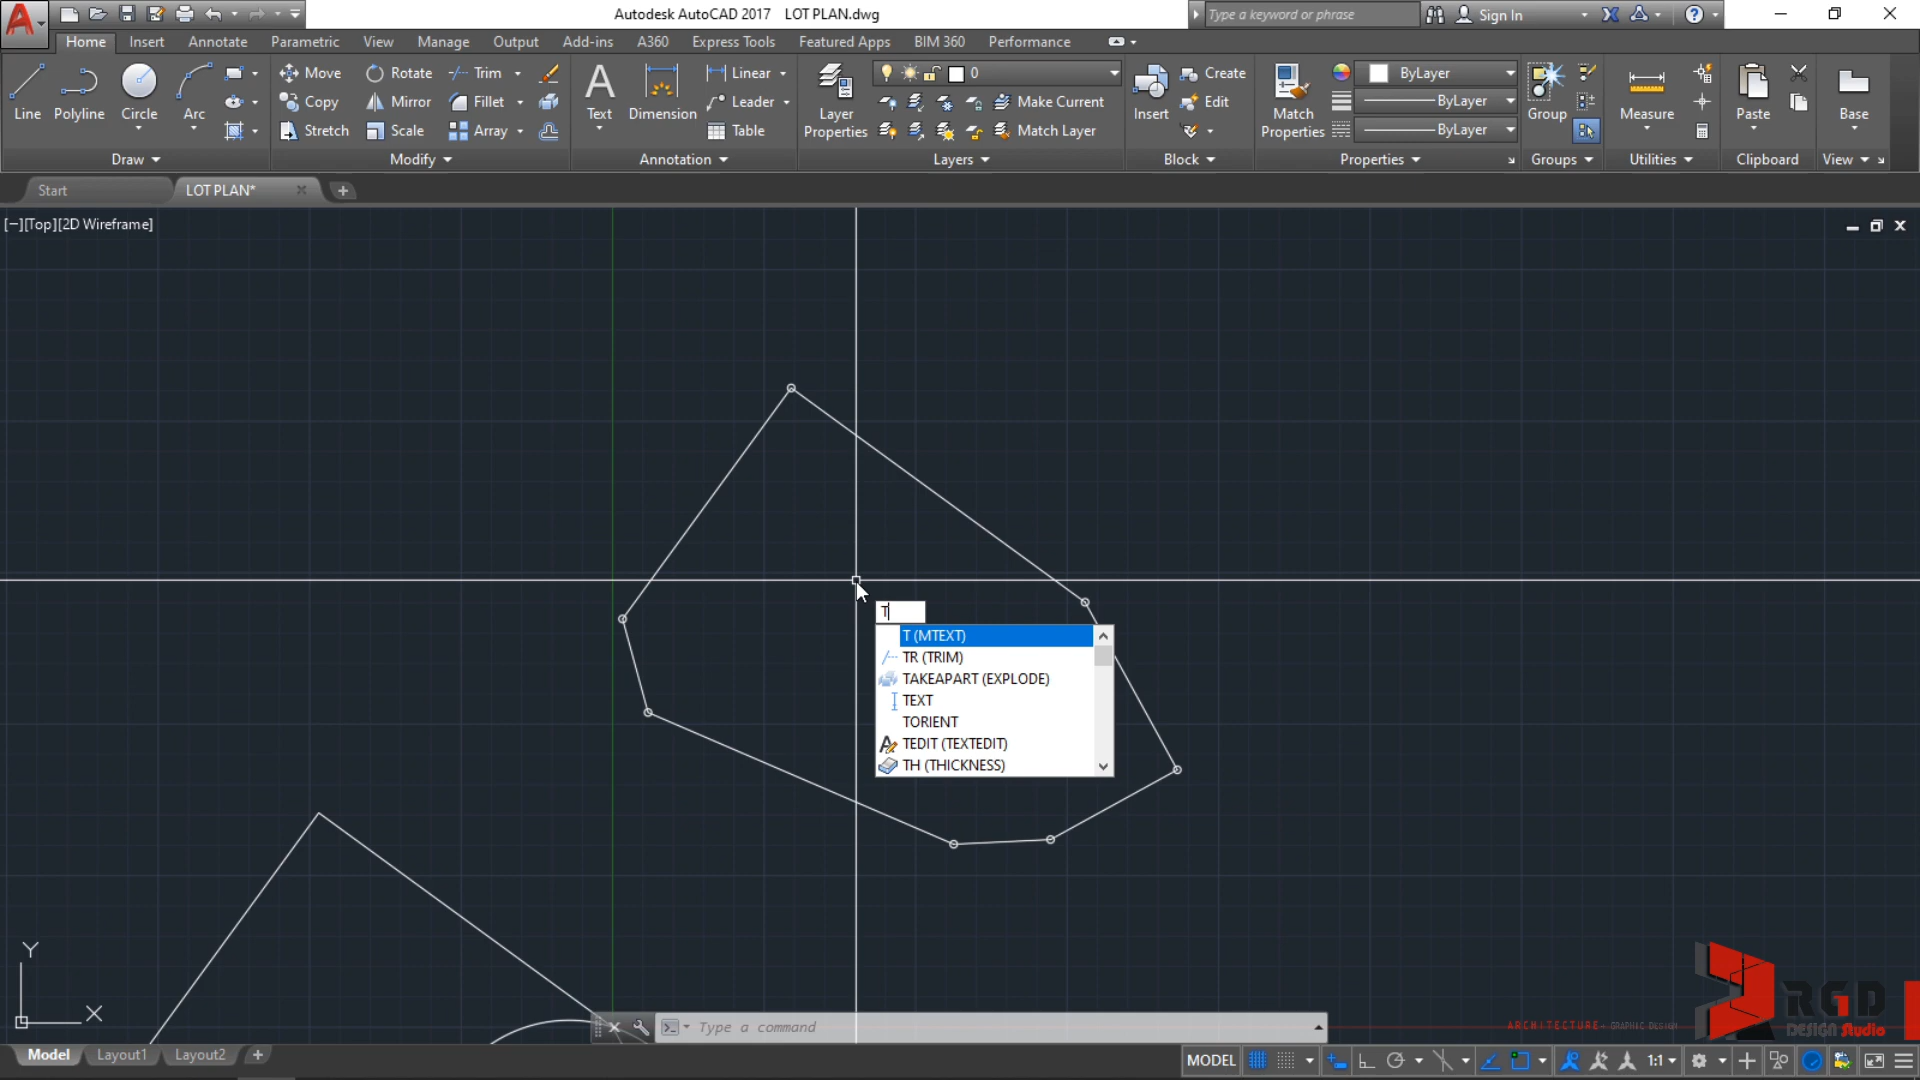 Autodesk AutoCAD 2017 LOT PLAN.dwg
Type a keyword or phrase
Sign In
Home Insert Annotate Parametric View Manage Output Add-ins A360 Express Tools Featured Apps BIM 360 Performance
Line Polyline Circle Arc
Draw
Move Rotate Trim
Copy Mirror Fillet
Stretch Scale Array
Modify
Text Dimension
Linear
Leader
Table
Annotation
Layer
Properties
0
Make Current
Match Layer
Layers
Insert
Create
Edit
Block
Match
Properties
ByLayer
ByLayer
ByLayer
Properties
Group
Groups
Measure
Utilities
Paste
Clipboard
Base
View
Start LOT PLAN*
[−][Top][2D Wireframe]
T
T (MTEXT)
TR (TRIM)
TAKEAPART (EXPLODE)
TEXT
TORIENT
TEDIT (TEXTEDIT)
TH (THICKNESS)
Y
X
Type a command
RGD
DESIGN Studio
ARCHITECTURE + GRAPHIC DESIGN
Model Layout1 Layout2
MODEL 1:1